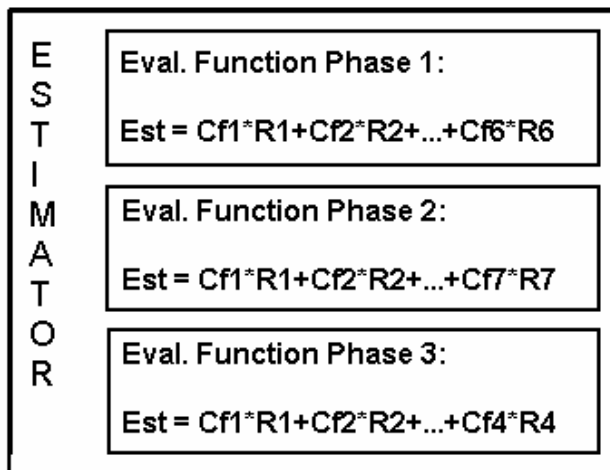 ESTIMATOR
Eval. Function Phase 1:
Est = Cf1*R1+Cf2*R2+...+Cf6*R6
Eval. Function Phase 2:
Est = Cf1*R1+Cf2*R2+...+Cf7*R7
Eval. Function Phase 3:
Est = Cf1*R1+Cf2*R2+...+Cf4*R4